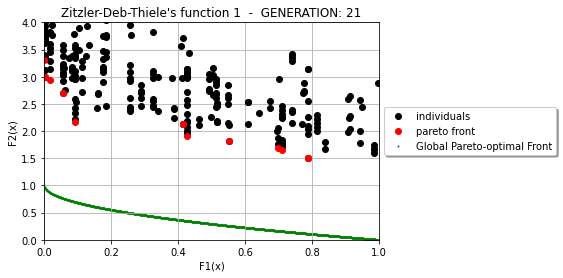 Zitzler-Deb-Thiele's function 1 - GENERATION: 21
4.0
3.5
3.0
2.5
2.0
1.5
1.0
0.5
0.0
F2(x)
0.0 0.2 0.4 0.6 0.8 1.0
F1(x)
individuals
pareto front
Global Pareto-optimal Front